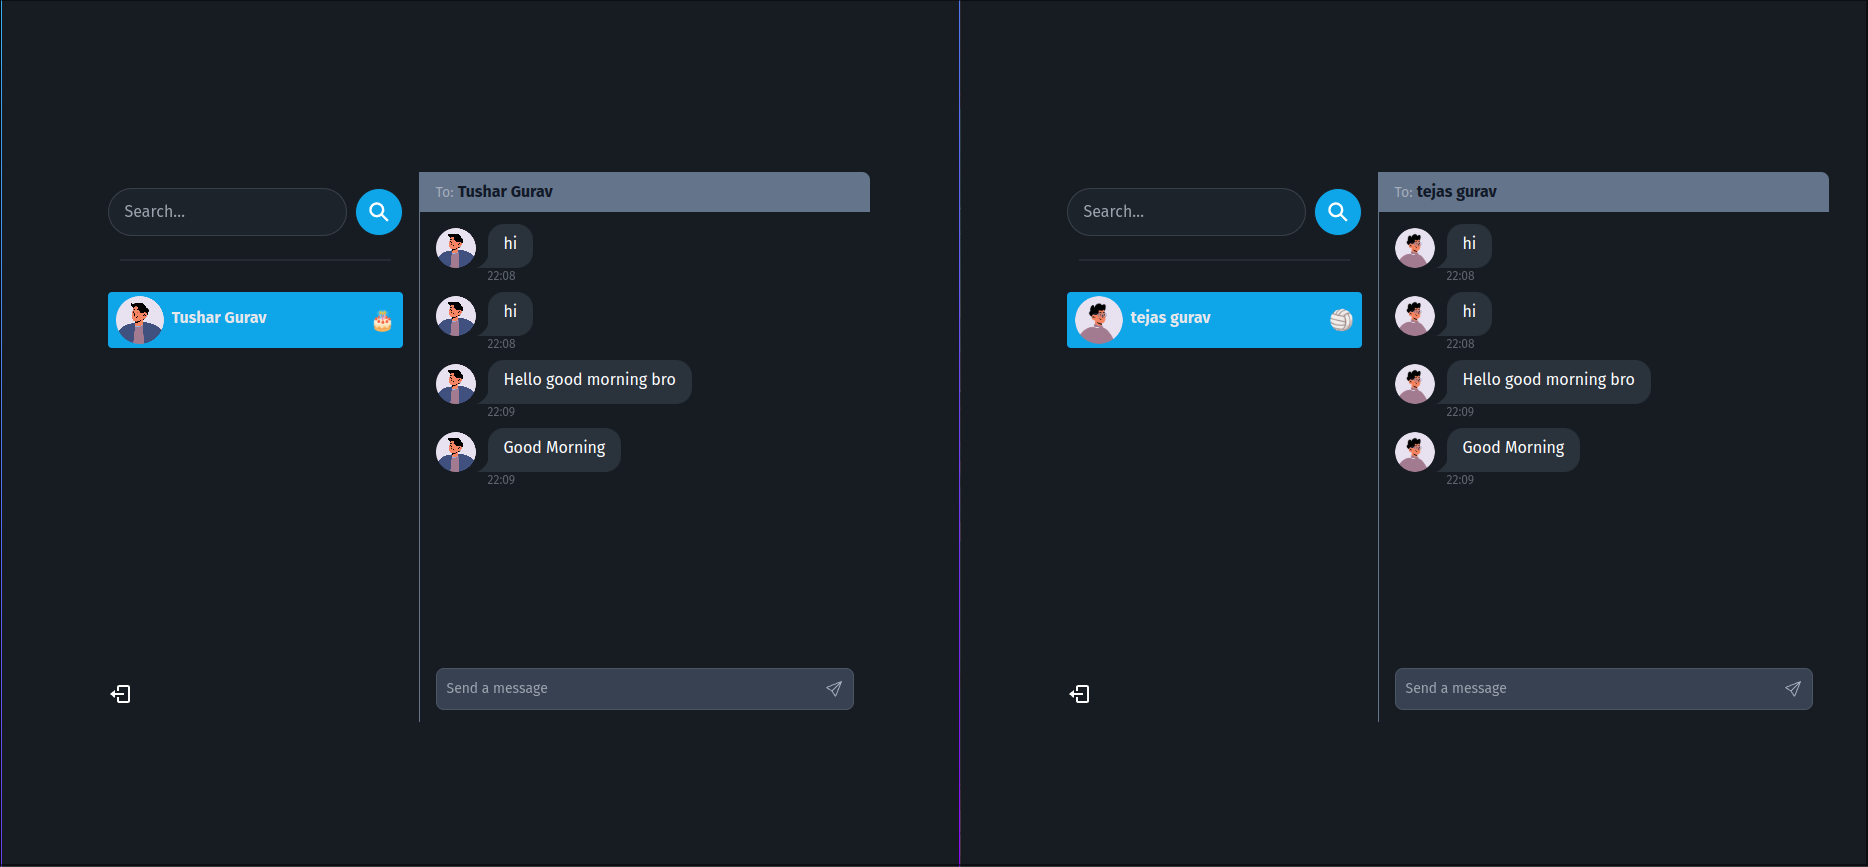 Search...
Tushar Gurav
To: Tushar Gurav
hi
22:08
hi
22:08
Hello good morning bro
22:09
Good Morning
22:09
Send a message
Search...
tejas gurav
To: tejas gurav
hi
22:08
hi
22:08
Hello good morning bro
22:09
Good Morning
22:09
Send a message